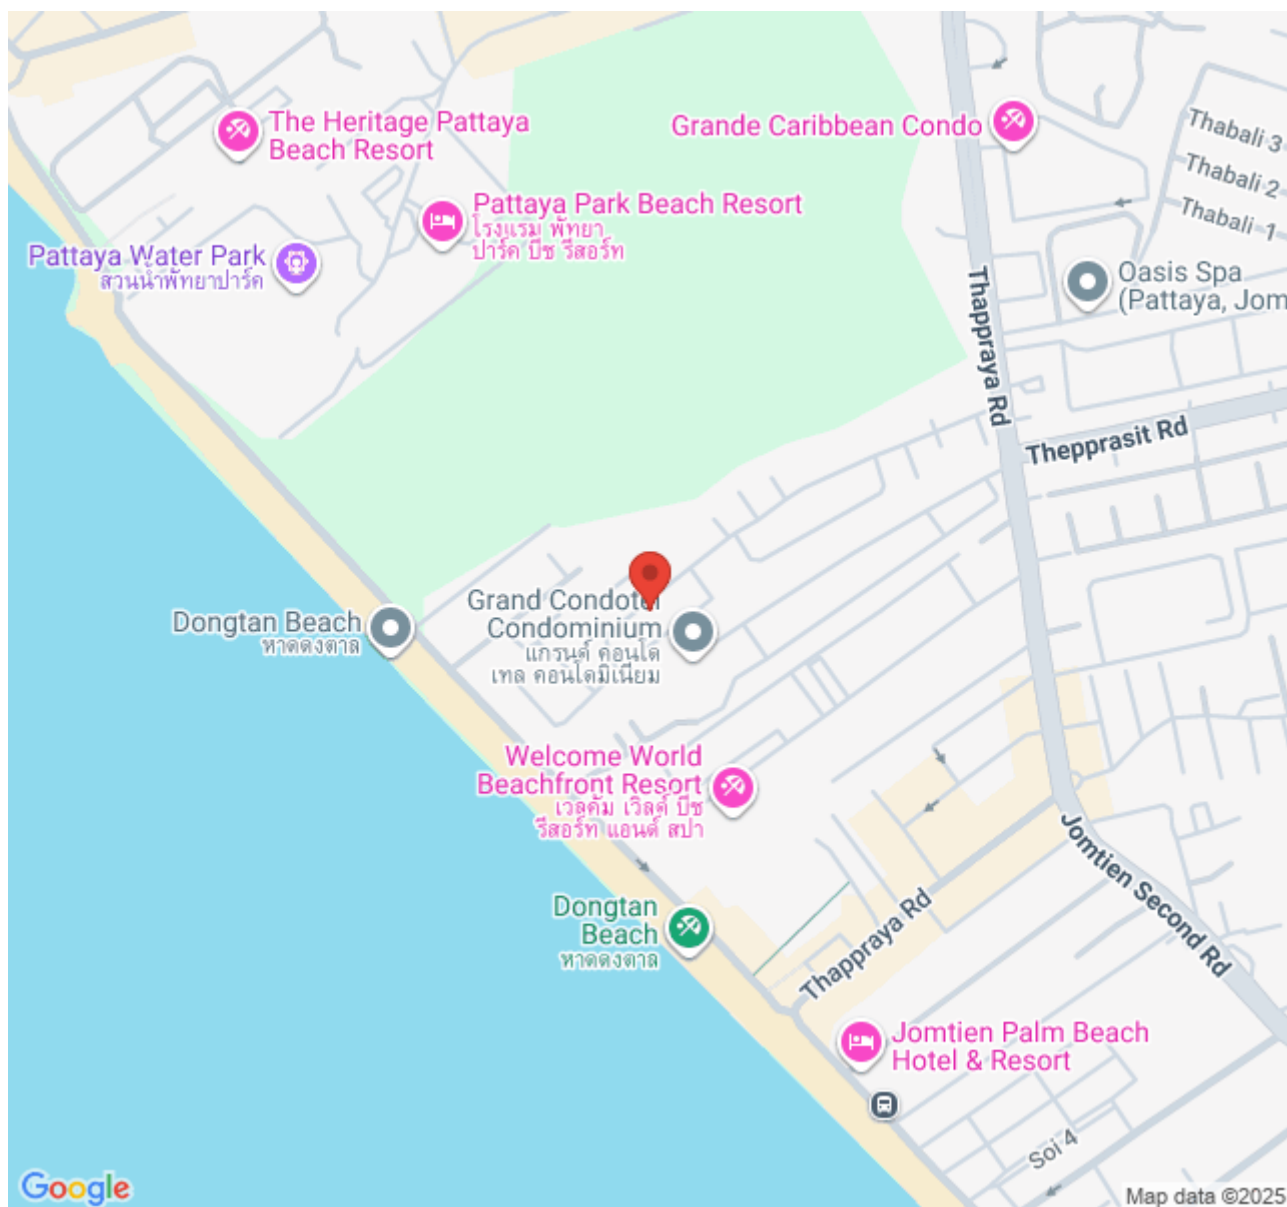 The Heritage Pattaya
Beach Resort
Grande Caribbean Condo
Thabali 3
Thabali 2
Thabali 1
Pattaya Park Beach Resort
โรงแรม พัทยา
ปาร์ค บีช รีสอร์ท
Pattaya Water Park
สวนน้ำพัทยาปาร์ค
Oasis Spa
(Pattaya, Jom
Thappraya Rd
Thepprasit Rd
Dongtan Beach
หาดดงตาล
Grand Condotel
Condominium
แกรนด์ คอนโด
เทล คอนโดมิเนียม
Welcome World
Beachfront Resort
เวลคัม เวิลด์ บีช
รีสอร์ท แอนด์ สปา
Jomtien Second Rd
Dongtan
Beach
หาดดงตาล
Thappraya Rd
Jomtien Palm Beach
Hotel & Resort
Soi 4
Google
Map data ©2025